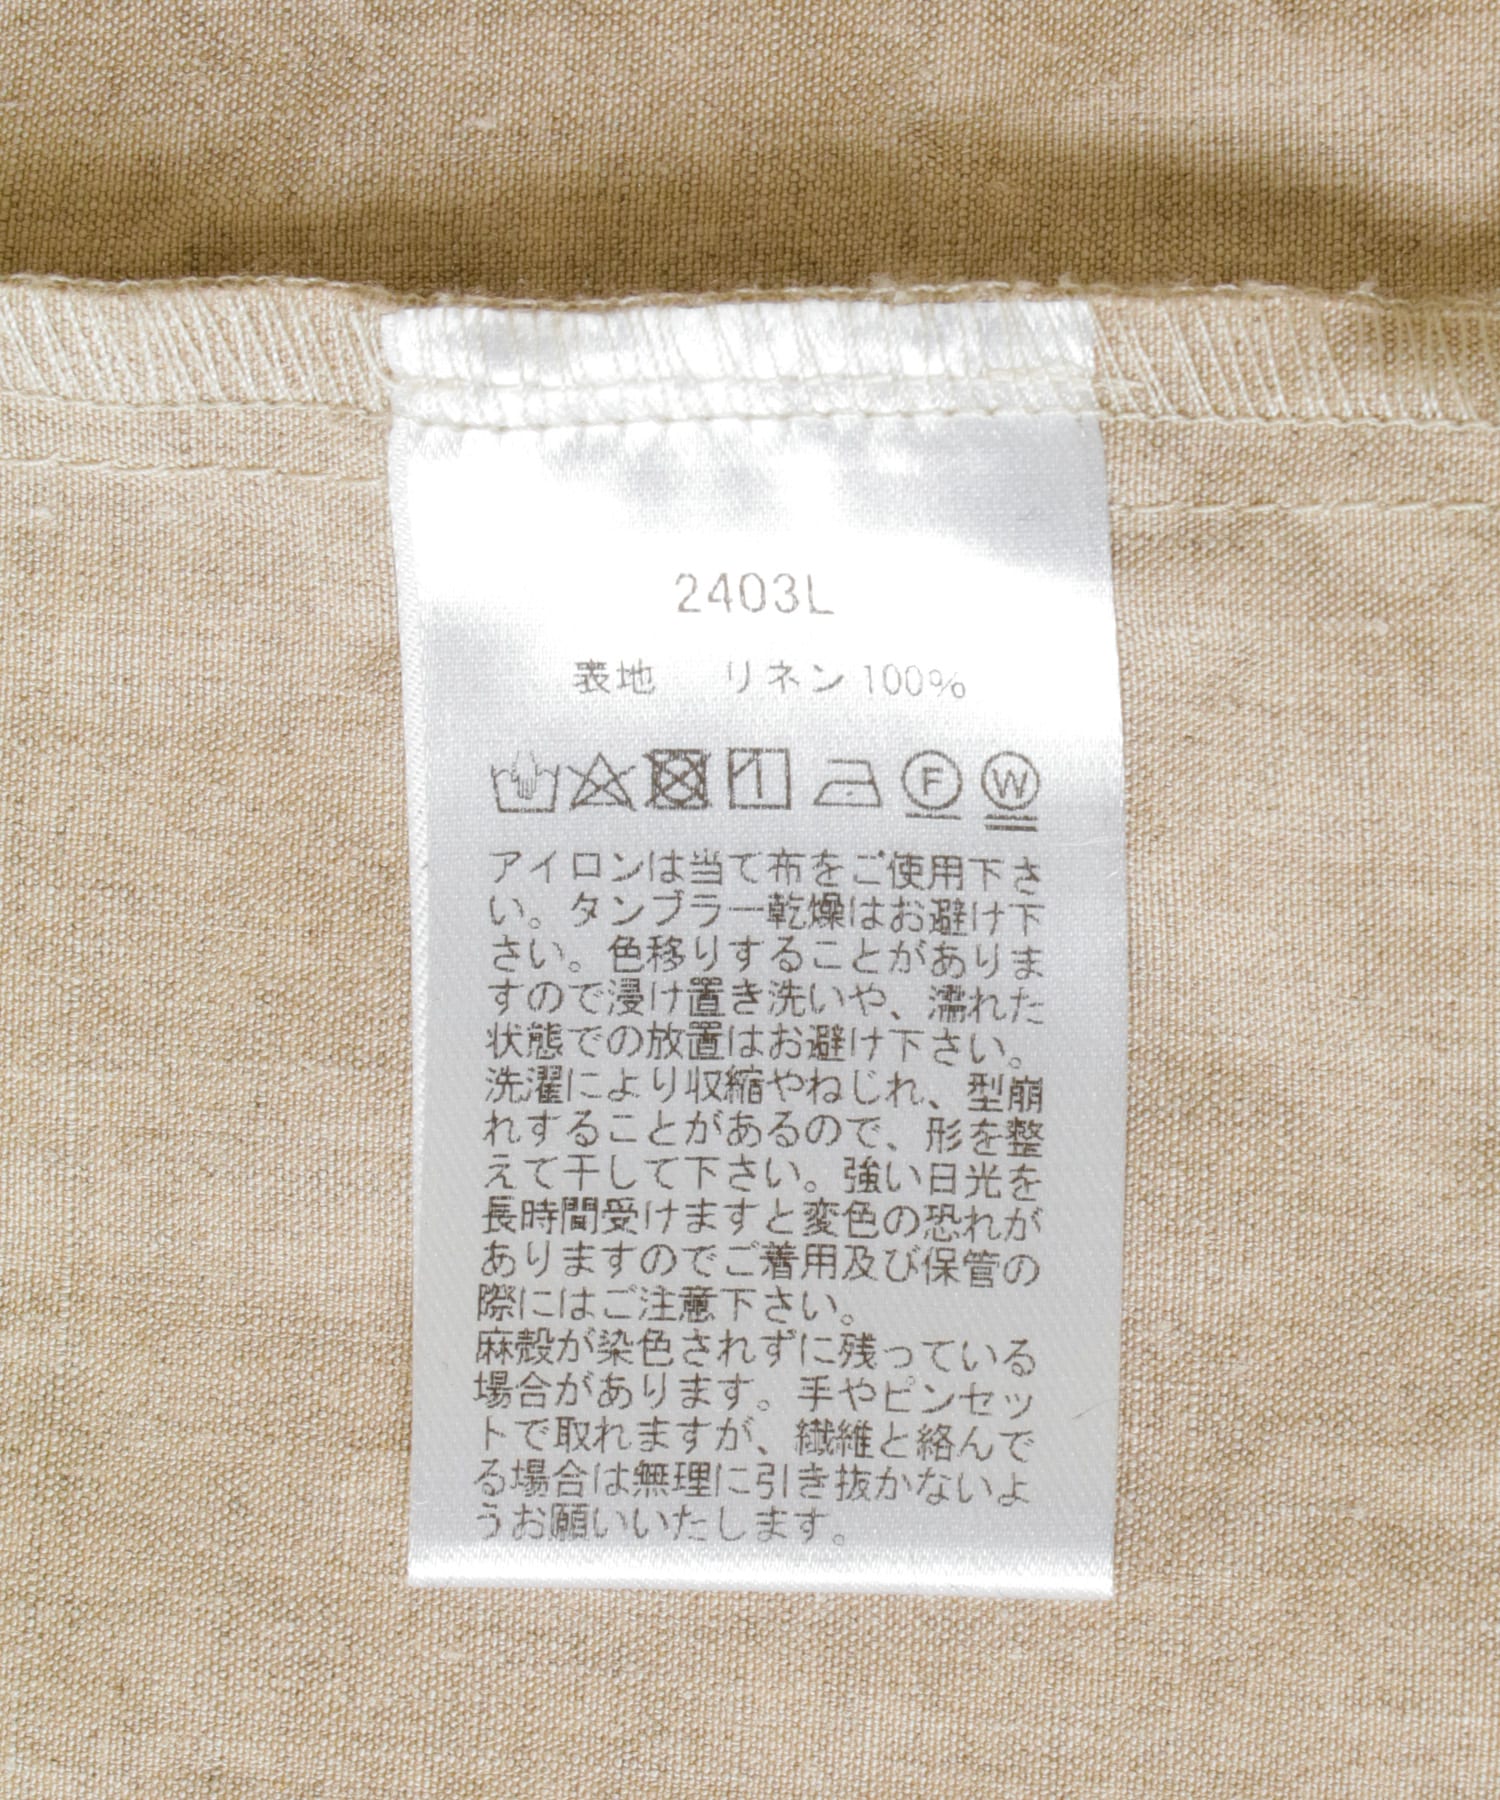 2403L
表地 リネン100%
F W
アイロンは当て布をご使用下さ
い。タンブラー乾燥はお避け下
さい。色移りすることがありま
すので浸け置き洗いや、濡れた
状態での放置はお避け下さい。
洗濯により収縮やねじれ、型崩
れすることがあるので、形を整
えて干して下さい。強い日光を
長時間受けますと変色の恐れが
ありますのでご着用及び保管の
際にはご注意下さい。
麻殻が染色されずに残っている
場合があります。手やピンセッ
トで取れますが、繊維と絡んで
る場合は無理に引き抜かないよ
うお願いいたします。